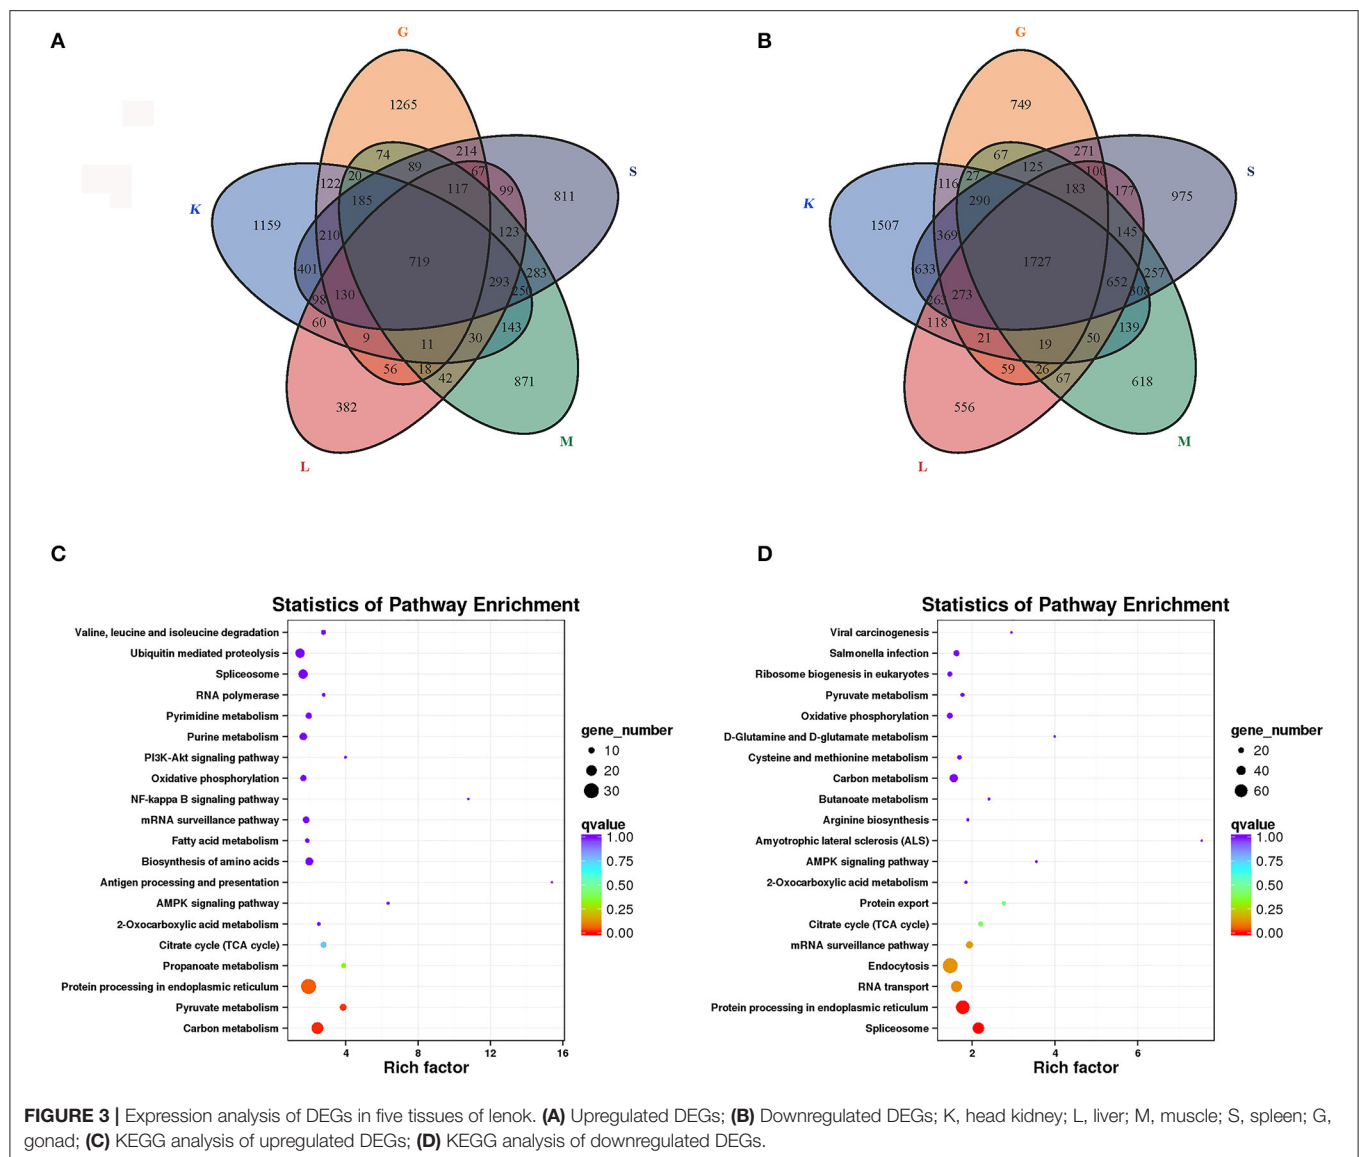 A
G
1265
S
811
K
1159
L
382
M
871
74
89
214
67
99
122
20
117
185
123
210
719
283
401
293
250
98
130
60
143
9
11
30
56
18
42
B
G
749
S
975
K
1507
L
556
M
618
67
125
271
100
177
116
27
183
290
145
369
1727
257
633
652
308
263
273
118
139
21
19
50
59
26
67
C
Statistics of Pathway Enrichment
Valine, leucine and isoleucine degradation
Ubiquitin mediated proteolysis
Spliceosome
RNA polymerase
Pyrimidine metabolism
Purine metabolism
PI3K-Akt signaling pathway
Oxidative phosphorylation
NF-kappa B signaling pathway
mRNA surveillance pathway
Fatty acid metabolism
Biosynthesis of amino acids
Antigen processing and presentation
AMPK signaling pathway
2-Oxocarboxylic acid metabolism
Citrate cycle (TCA cycle)
Propanoate metabolism
Protein processing in endoplasmic reticulum
Pyruvate metabolism
Carbon metabolism
4 8 12 16
Rich factor
gene_number
10
20
30
qvalue
1.00
0.75
0.50
0.25
0.00
D
Statistics of Pathway Enrichment
Viral carcinogenesis
Salmonella infection
Ribosome biogenesis in eukaryotes
Pyruvate metabolism
Oxidative phosphorylation
D-Glutamine and D-glutamate metabolism
Cysteine and methionine metabolism
Carbon metabolism
Butanoate metabolism
Arginine biosynthesis
Amyotrophic lateral sclerosis (ALS)
AMPK signaling pathway
2-Oxocarboxylic acid metabolism
Protein export
Citrate cycle (TCA cycle)
mRNA surveillance pathway
Endocytosis
RNA transport
Protein processing in endoplasmic reticulum
Spliceosome
2 4 6
Rich factor
gene_number
20
40
60
qvalue
1.00
0.75
0.50
0.25
0.00
FIGURE 3 | Expression analysis of DEGs in five tissues of lenok. (A) Upregulated DEGs; (B) Downregulated DEGs; K, head kidney; L, liver; M, muscle; S, spleen; G,
gonad; (C) KEGG analysis of upregulated DEGs; (D) KEGG analysis of downregulated DEGs.